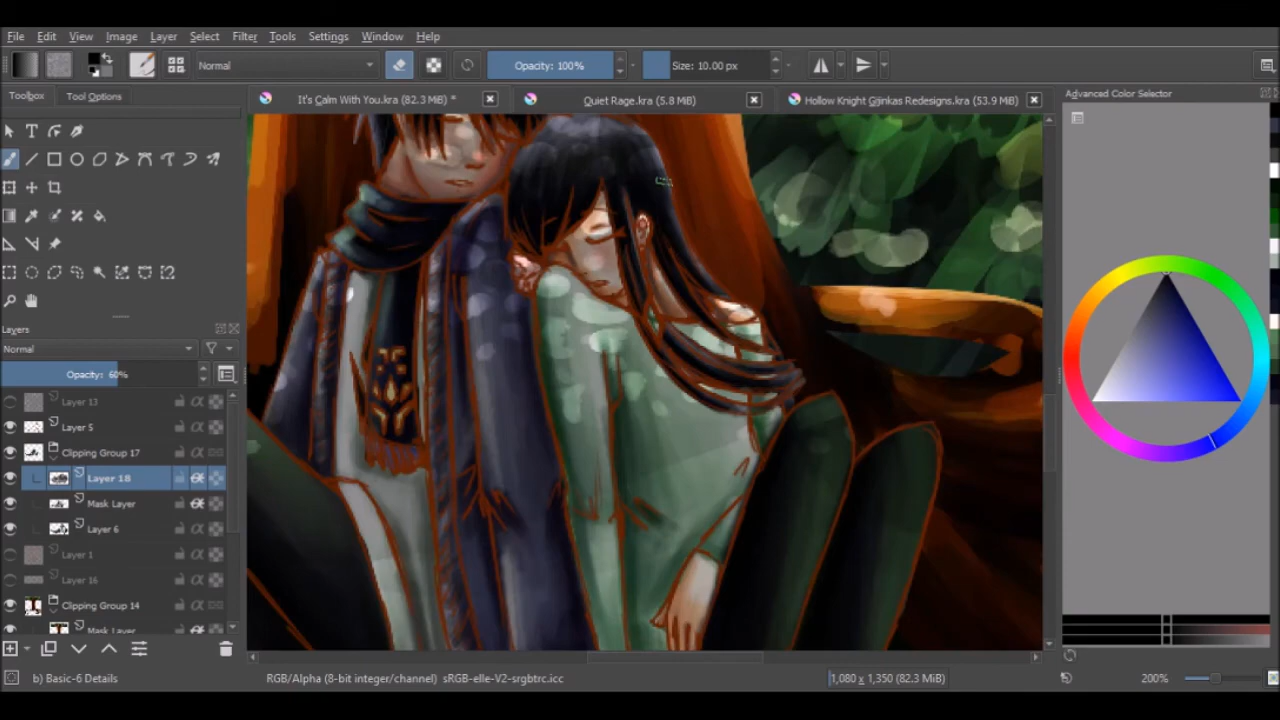 File Edit View Image Layer Select Filter Tools Settings Window Help
Normal Opacity: 100% Size: 10.00 px
Toolbox Tool Options It's Calm With You.kra (82.3 MiB) * Quiet Rage.kra (5.8 MiB) Hollow Knight Gijinkas Redesigns.kra (53.9 MiB) Advanced Color Selector
Layers
Normal
Opacity: 60%
Layer 13
Layer 5
Clipping Group 17
Layer 18
Mask Layer
Layer 6
Layer 1
Layer 16
Clipping Group 14
Mask Layer
b) Basic-6 Details RGB/Alpha (8-bit integer/channel) sRGB-elle-V2-srgbtrc.icc 1,080 x 1,350 (82.3 MiB) 200%